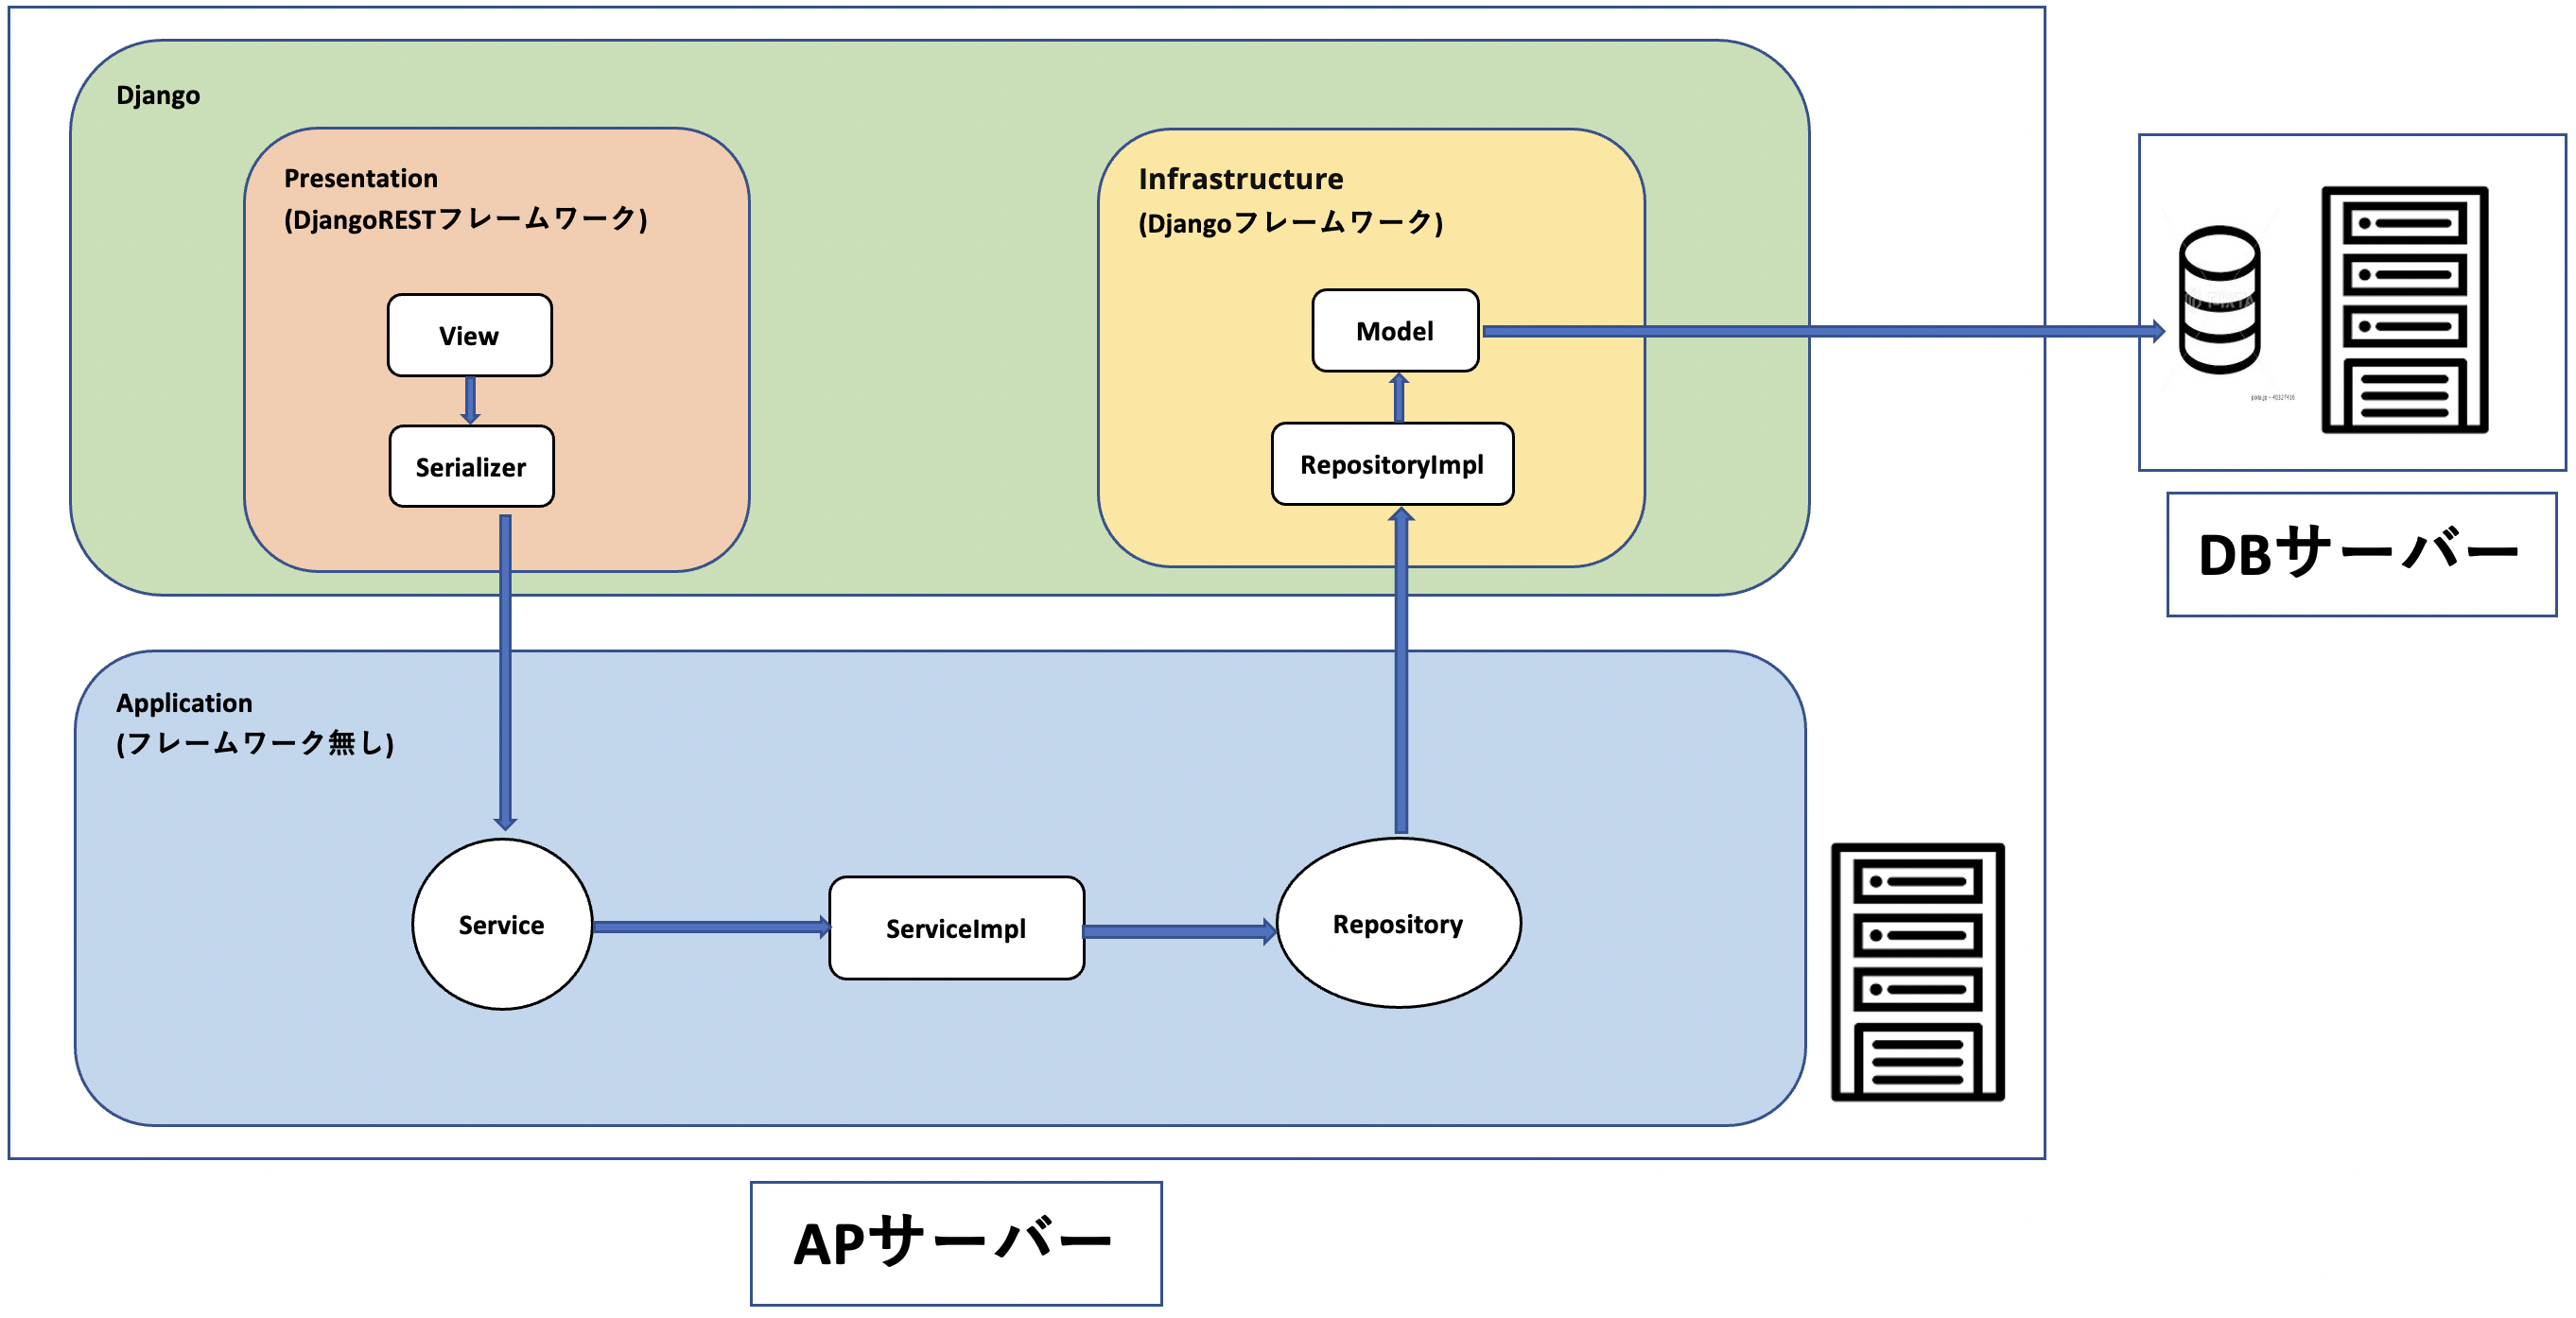 Django
Presentation
(DjangoRESTフレームワーク)
View
Serializer
Infrastructure
(Djangoフレームワーク)
Model
RepositoryImpl
DBサーバー
Application
(フレームワーク無し)
Service
ServiceImpl
Repository
APサーバー